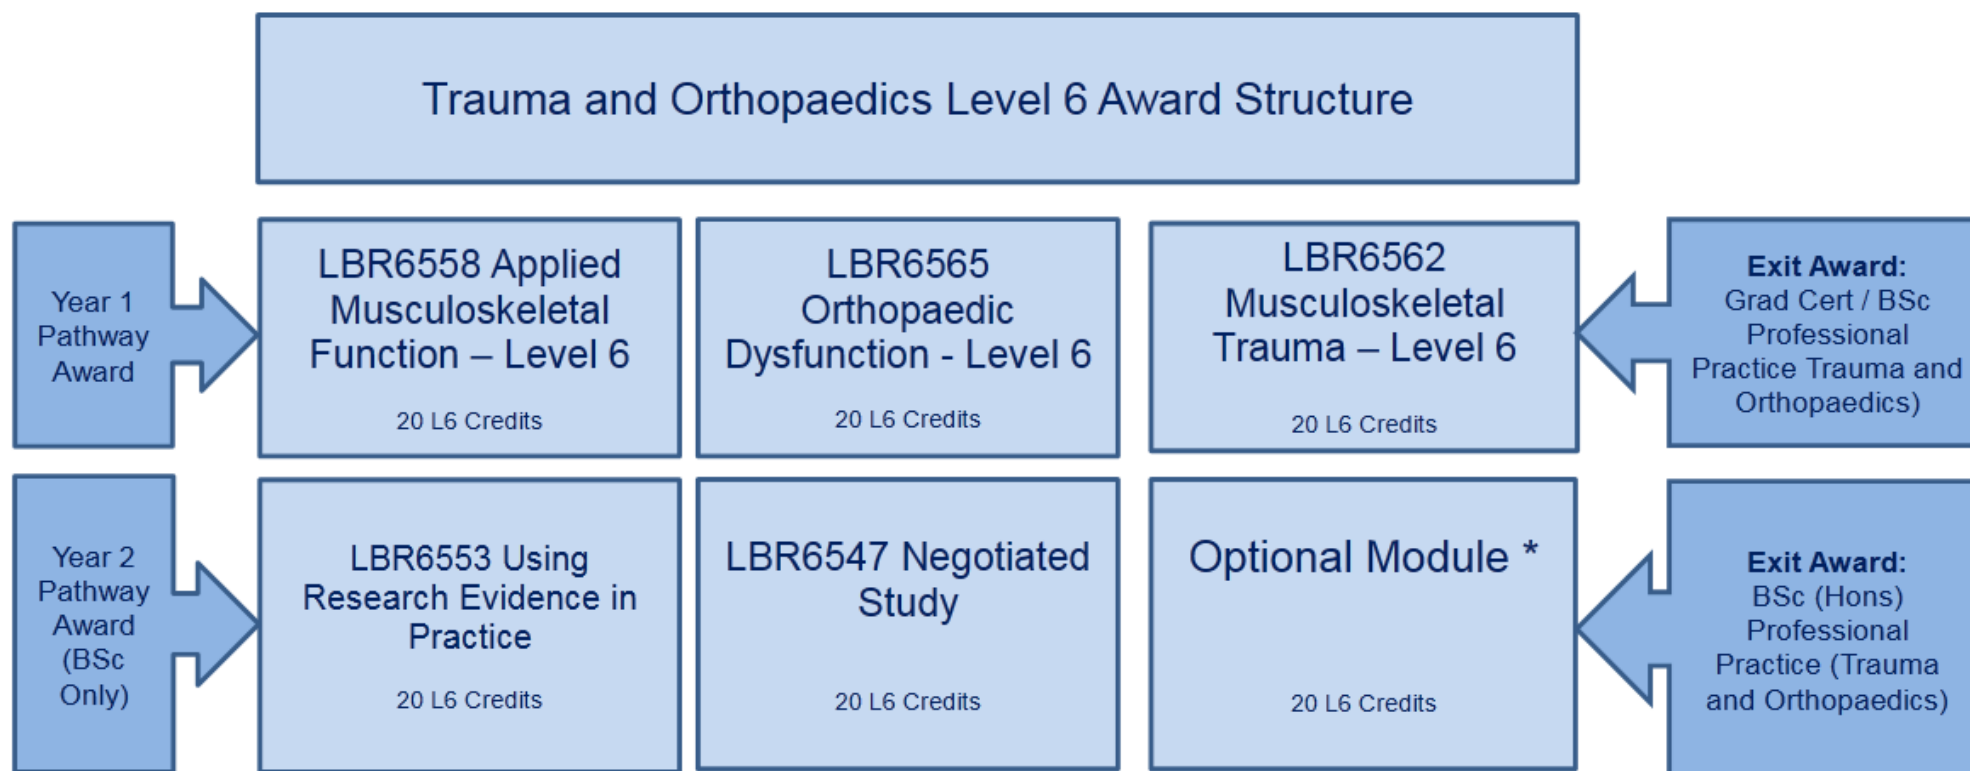 Trauma and Orthopaedics Level 6 Award Structure
Year 1
Pathway
Award
LBR6558 Applied
Musculoskeletal
Function – Level 6
20 L6 Credits
LBR6565
Orthopaedic
Dysfunction - Level 6
20 L6 Credits
LBR6562
Musculoskeletal
Trauma – Level 6
20 L6 Credits
Exit Award:
Grad Cert / BSc
Professional
Practice Trauma and
Orthopaedics)
Year 2
Pathway
Award
(BSc
Only)
LBR6553 Using
Research Evidence in
Practice
20 L6 Credits
LBR6547 Negotiated
Study
20 L6 Credits
Optional Module *
20 L6 Credits
Exit Award:
BSc (Hons)
Professional
Practice (Trauma
and Orthopaedics)